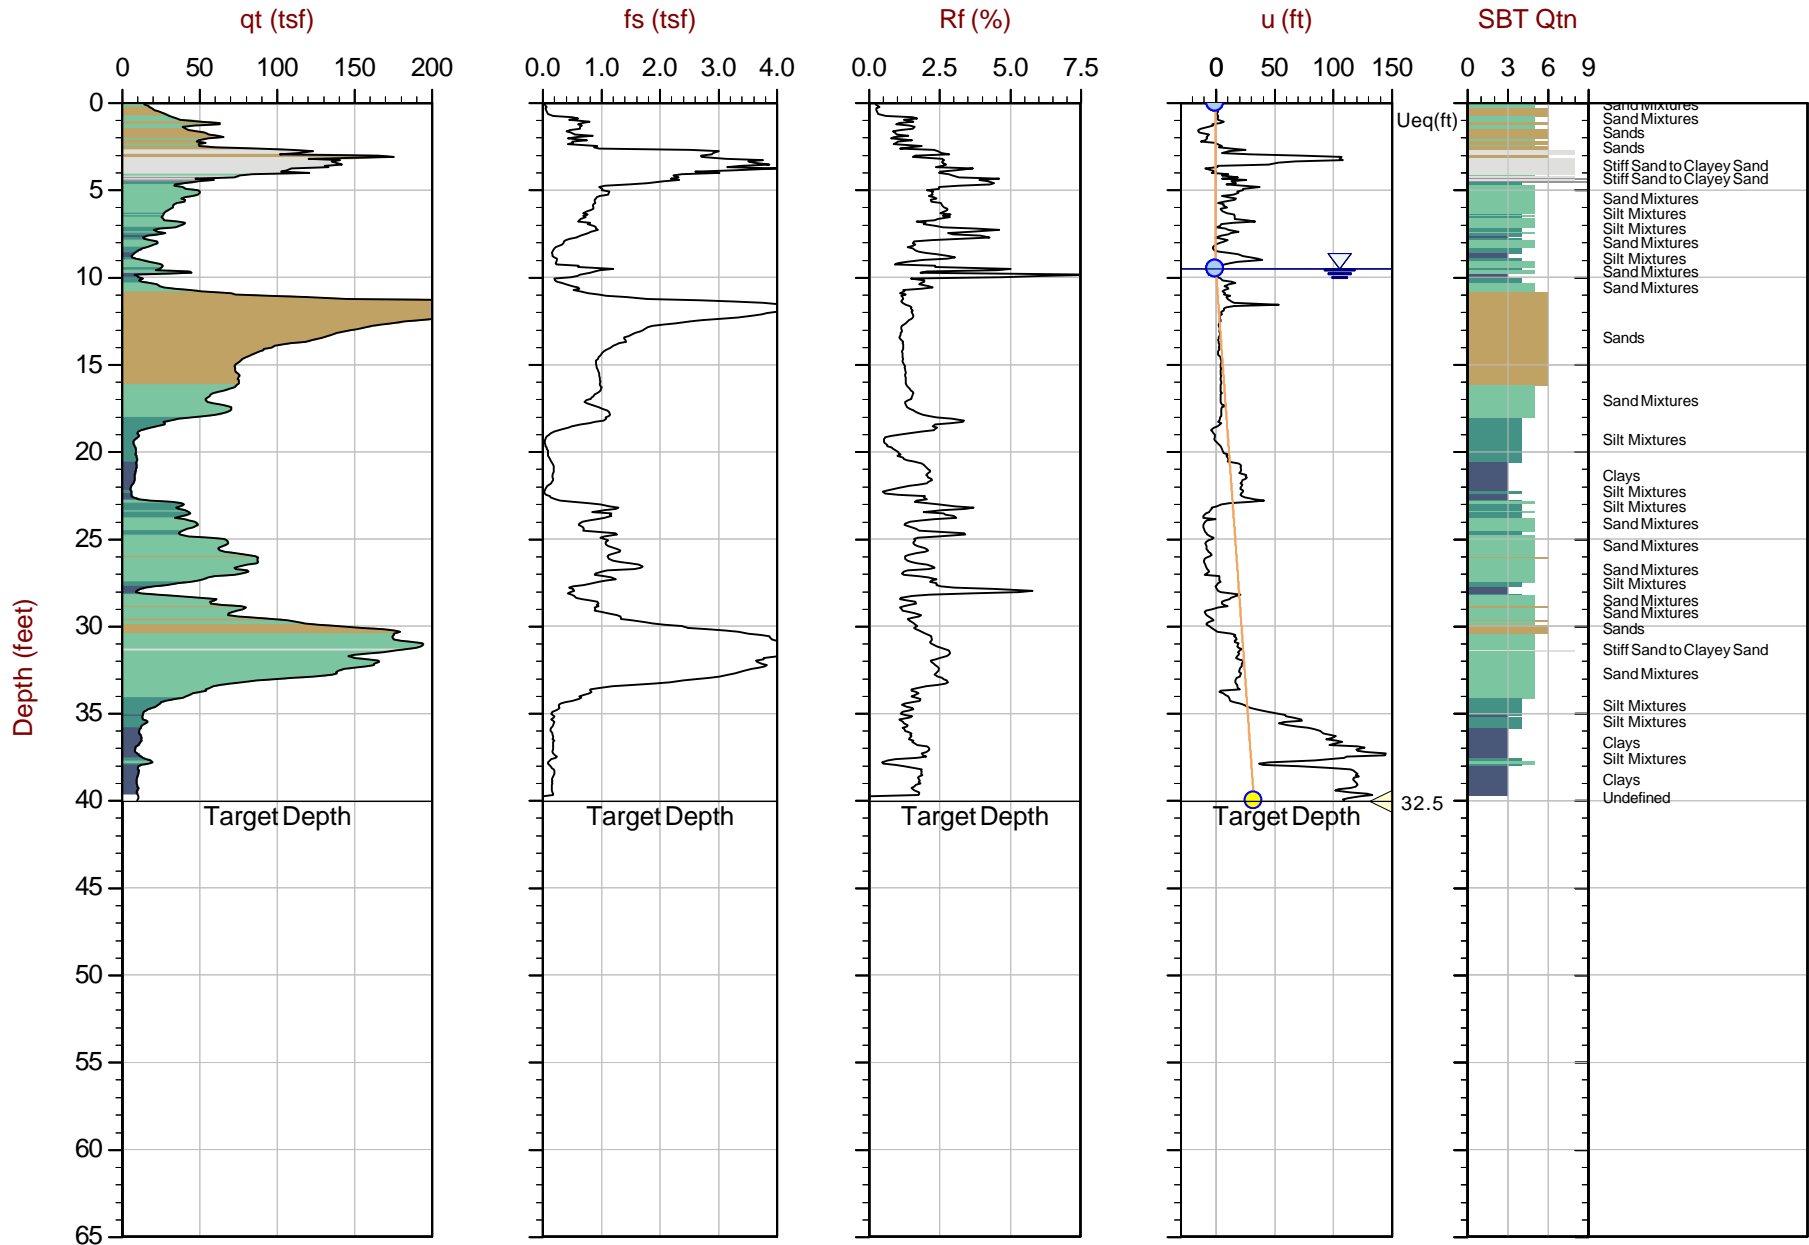 qt (tsf) fs (tsf) Rf (%) u (ft) SBT Qtn
0 50 100 150 200 0.0 1.0 2.0 3.0 4.0 0.0 2.5 5.0 7.5 0 50 100 150 0 3 6 9
0
5
10
15
20
25
30
35
40
45
50
55
60
65
Depth (feet)
Ueq(ft)
Sand Mixtures
Sand Mixtures
Sands
Sands
Stiff Sand to Clayey Sand
Stiff Sand to Clayey Sand
Sand Mixtures
Silt Mixtures
Silt Mixtures
Sand Mixtures
Silt Mixtures
Sand Mixtures
Sand Mixtures
Sands
Sand Mixtures
Silt Mixtures
Clays
Silt Mixtures
Silt Mixtures
Sand Mixtures
Sand Mixtures
Sand Mixtures
Silt Mixtures
Sand Mixtures
Sand Mixtures
Sands
Stiff Sand to Clayey Sand
Sand Mixtures
Silt Mixtures
Silt Mixtures
Clays
Silt Mixtures
Clays
Undefined
32.5
Target Depth Target Depth Target Depth Target Depth